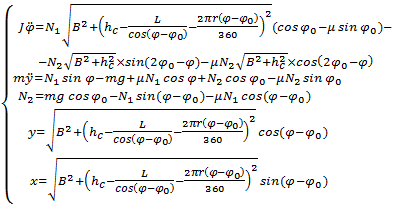 Jφ̈=N₁√(B²+(h_c−L/cos(φ−φ₀)−2πr(φ−φ₀)/360)²)(cos φ₀−μ sin φ₀)−
−N₂√(B²+h_c²)×sin(2φ₀−φ)−μN₂√(B²+h_c²)×cos(2φ₀−φ)
mÿ=N₁ sin φ−mg+μN₁ cos φ+N₂ cos φ₀−μN₂ sin φ₀
N₂=mg cos φ₀−N₁ sin(φ−φ₀)−μN₁ cos(φ−φ₀)
y=√(B²+(h_C−L/cos(φ−φ₀)−2πr(φ−φ₀)/360)²) cos(φ−φ₀)
x=√(B²+(h_C−L/cos(φ−φ₀)−2πr(φ−φ₀)/360)²) sin(φ−φ₀)